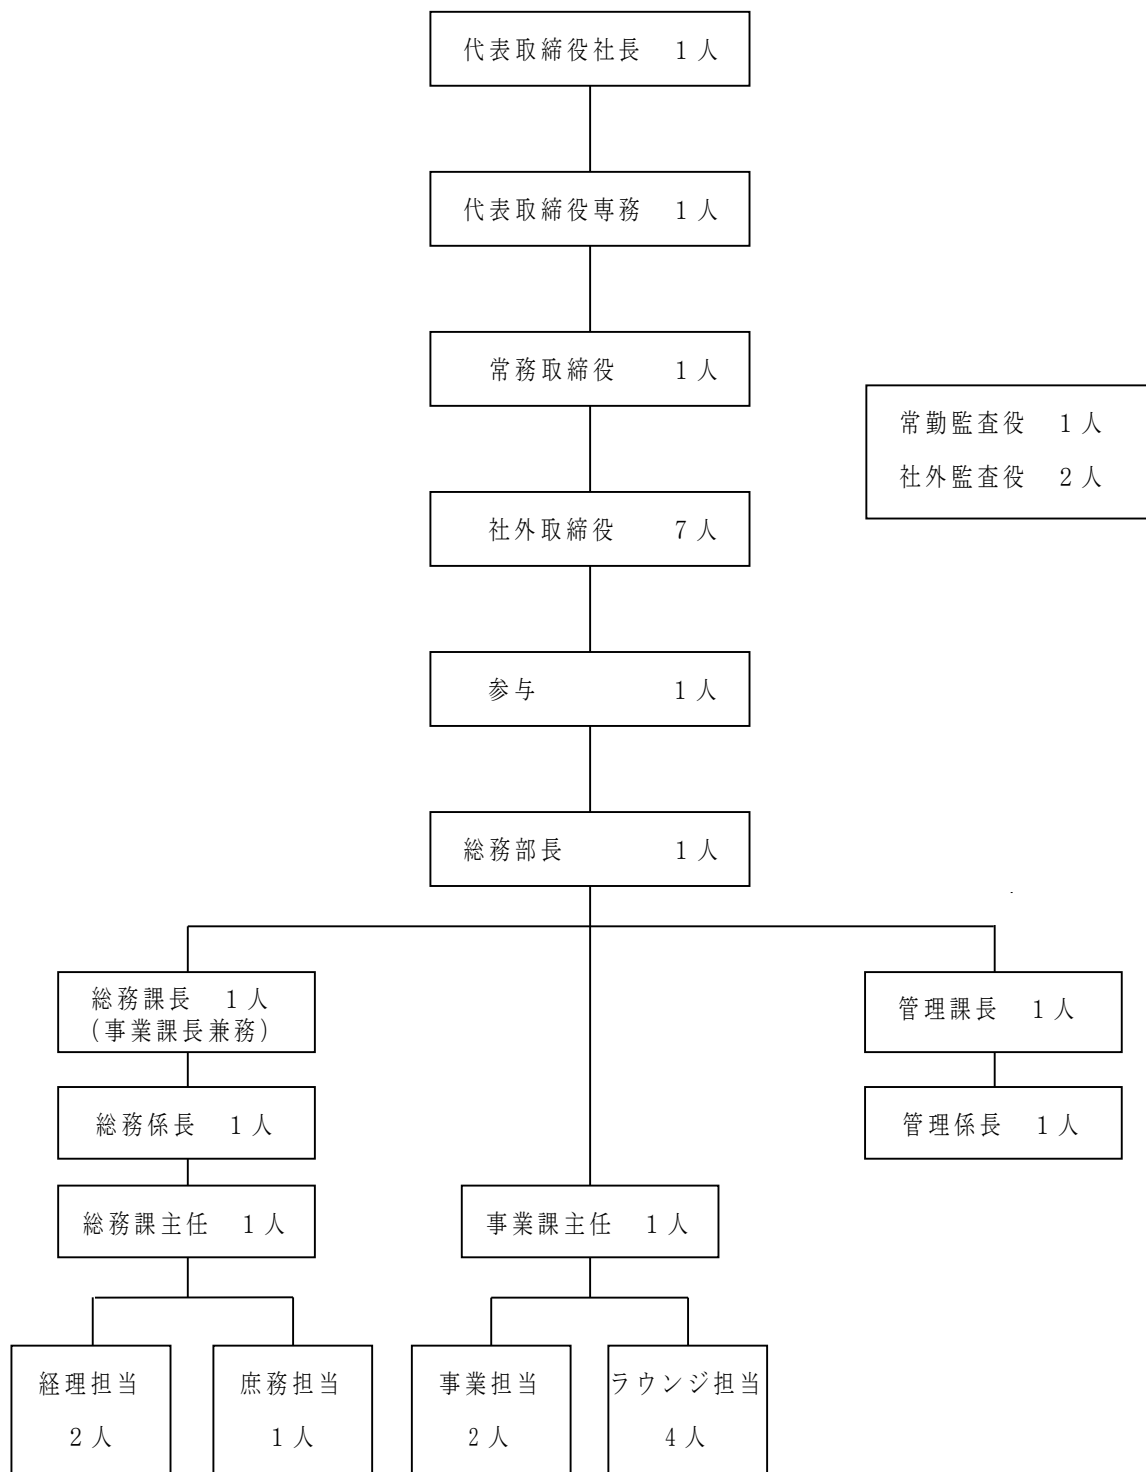 代表取締役社長　1人
代表取締役専務　1人
常務取締役　1人
常勤監査役　1人
社外監査役　2人
社外取締役　7人
参与　1人
総務部長　1人
総務課長　1人
(事業課長兼務)
管理課長　1人
総務係長　1人
管理係長　1人
総務課主任　1人
事業課主任　1人
経理担当
2人
庶務担当
1人
事業担当
2人
ラウンジ担当
4人